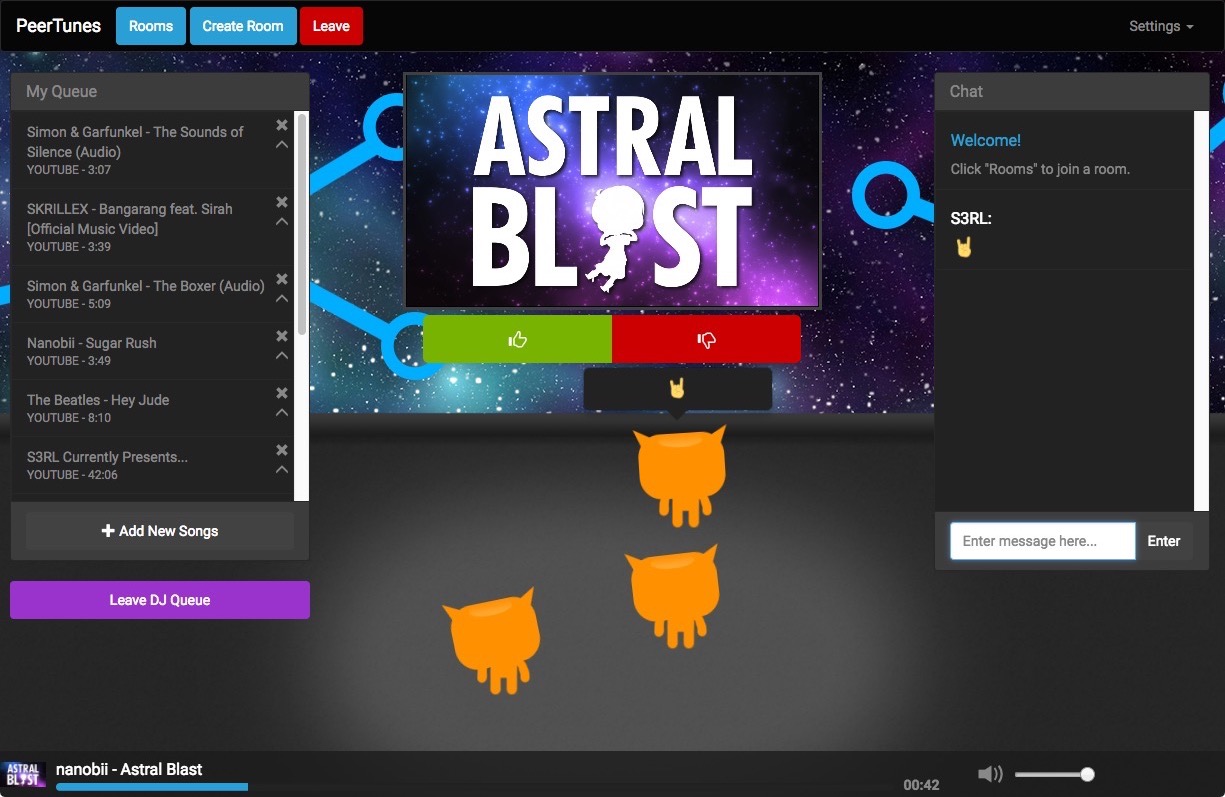 PeerTunes Rooms Create Room Leave Settings
My Queue
Simon & Garfunkel - The Sounds of
Silence (Audio)
YOUTUBE - 3:07
SKRILLEX - Bangarang feat. Sirah
[Official Music Video]
YOUTUBE - 3:39
Simon & Garfunkel - The Boxer (Audio)
YOUTUBE - 5:09
Nanobii - Sugar Rush
YOUTUBE - 3:49
The Beatles - Hey Jude
YOUTUBE - 8:10
S3RL Currently Presents...
YOUTUBE - 42:06
Add New Songs
Leave DJ Queue
ASTRAL
BLAST
Chat
Welcome!
Click "Rooms" to join a room.
S3RL:
🤘
🤘
Enter message here... Enter
ASTRAL
BLAST
nanobii - Astral Blast
00:42